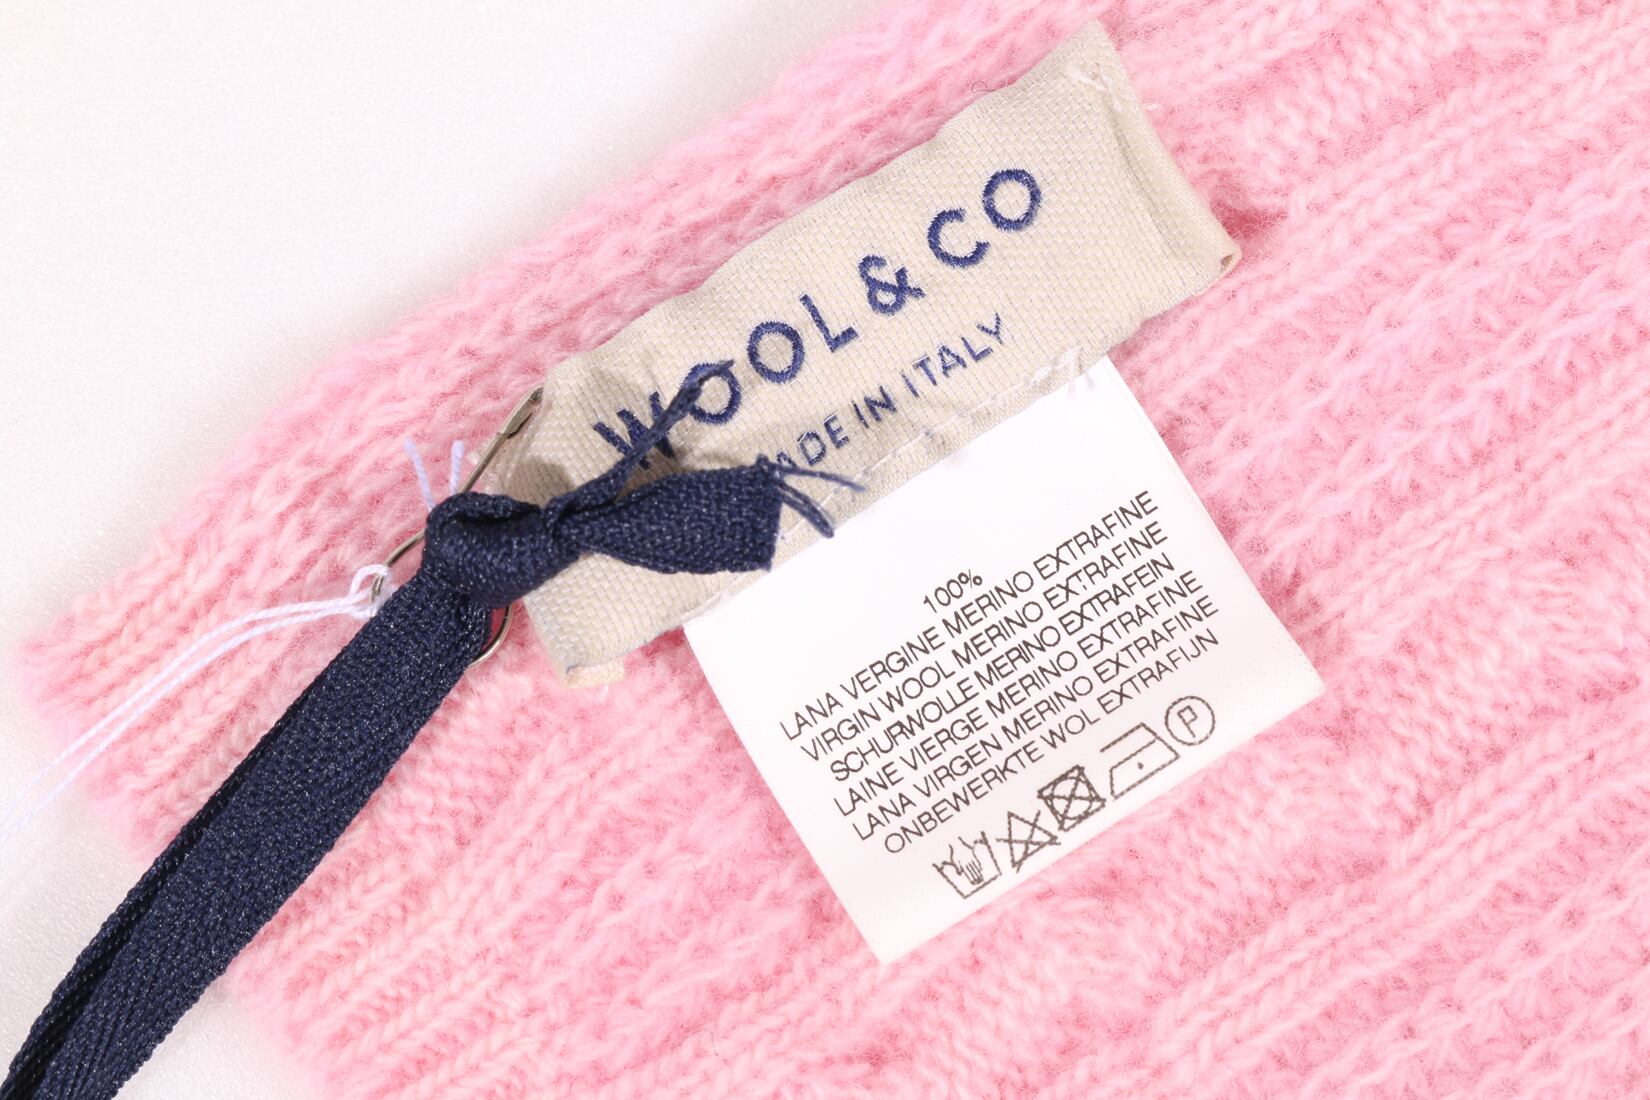 WOOL & CO
MADE IN ITALY
100%
LANA VERGINE MERINO EXTRAFINE
VIRGIN WOOL MERINO EXTRAFINE
SCHURWOLLE MERINO EXTRAFEIN
LAINE VIERGE MERINO EXTRAFINE
LANA VIRGEN MERINO EXTRAFINE
ONBEWERKTE WOL EXTRAFIJN
P